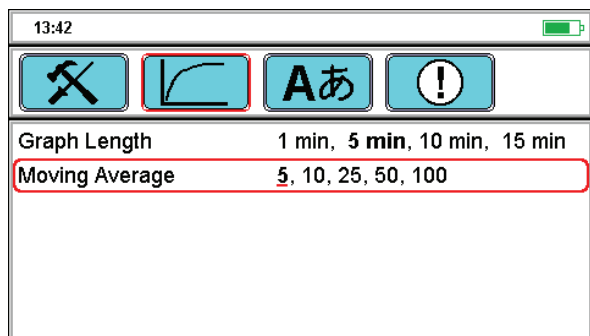 13:42
Aあ
Graph Length 1 min, 5 min, 10 min, 15 min
Moving Average 5, 10, 25, 50, 100